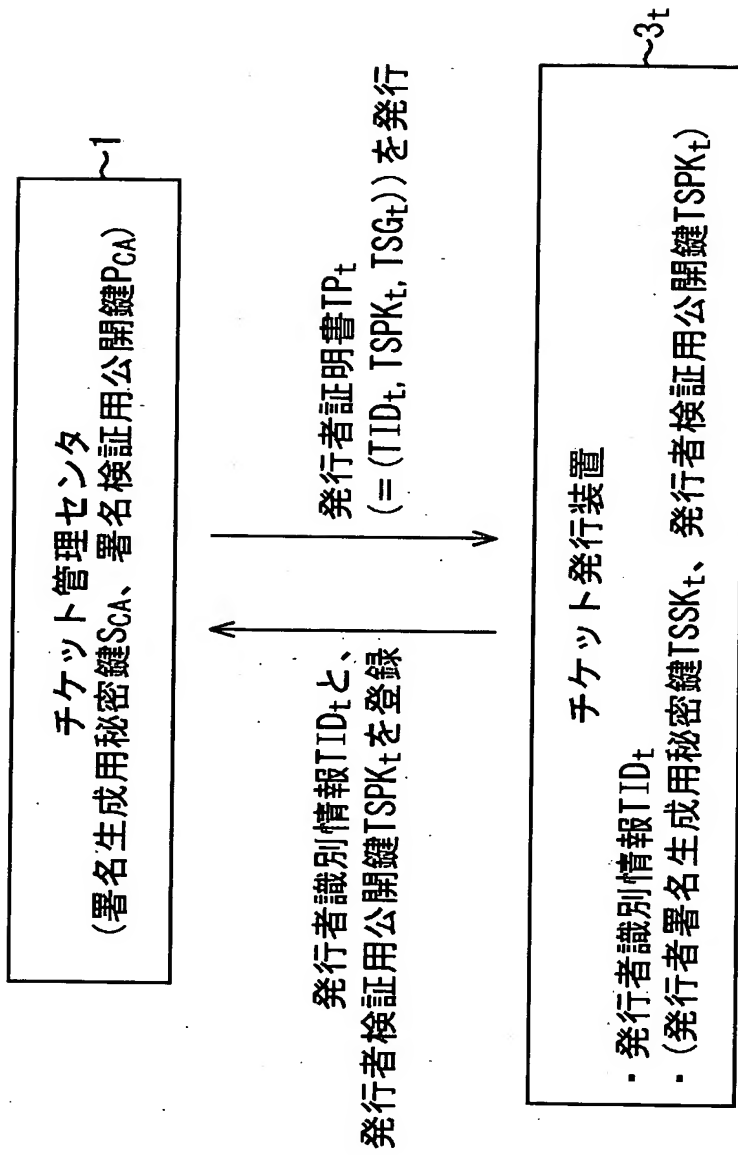 チケット管理センタ
(署名生成用秘密鍵SCA、署名検証用公開鍵PCA)
~1
発行者識別情報TIDtと、
発行者検証用公開鍵TSPKtを登録
発行者証明書TPt
(=(TIDt, TSPKt, TSGt))を発行
チケット発行装置
・発行者識別情報TIDt
・(発行者署名生成用秘密鍵TSSKt、発行者検証用公開鍵TSPKt)
~3t